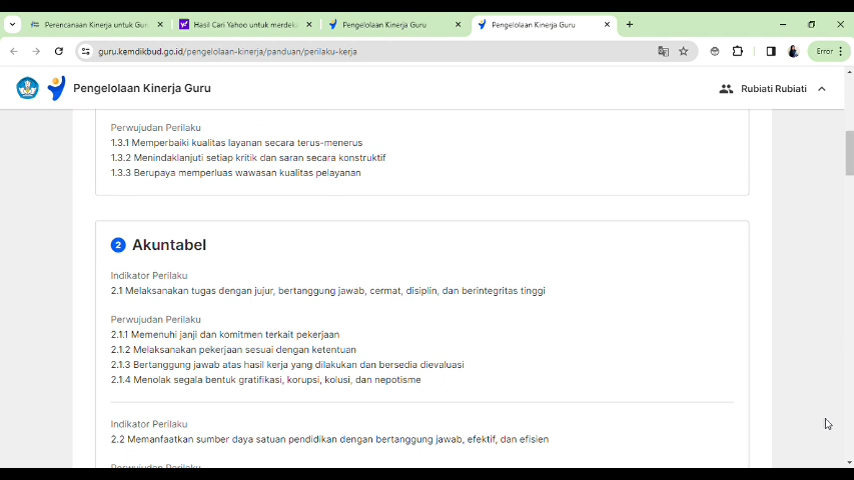 Perencanaan Kinerja untuk Guru
Hasil Cari Yahoo untuk merdeka
Pengelolaan Kinerja Guru
Pengelolaan Kinerja Guru
guru.kemdikbud.go.id/pengelolaan-kinerja/panduan/perilaku-kerja
Error
Pengelolaan Kinerja Guru
Rubiati Rubiati
Perwujudan Perilaku
1.3.1 Memperbaiki kualitas layanan secara terus-menerus
1.3.2 Menindaklanjuti setiap kritik dan saran secara konstruktif
1.3.3 Berupaya memperluas wawasan kualitas pelayanan
2 Akuntabel
Indikator Perilaku
2.1 Melaksanakan tugas dengan jujur, bertanggung jawab, cermat, disiplin, dan berintegritas tinggi
Perwujudan Perilaku
2.1.1 Memenuhi janji dan komitmen terkait pekerjaan
2.1.2 Melaksanakan pekerjaan sesuai dengan ketentuan
2.1.3 Bertanggung jawab atas hasil kerja yang dilakukan dan bersedia dievaluasi
2.1.4 Menolak segala bentuk gratifikasi, korupsi, kolusi, dan nepotisme
Indikator Perilaku
2.2 Memanfaatkan sumber daya satuan pendidikan dengan bertanggung jawab, efektif, dan efisien
Perwujudan Perilaku